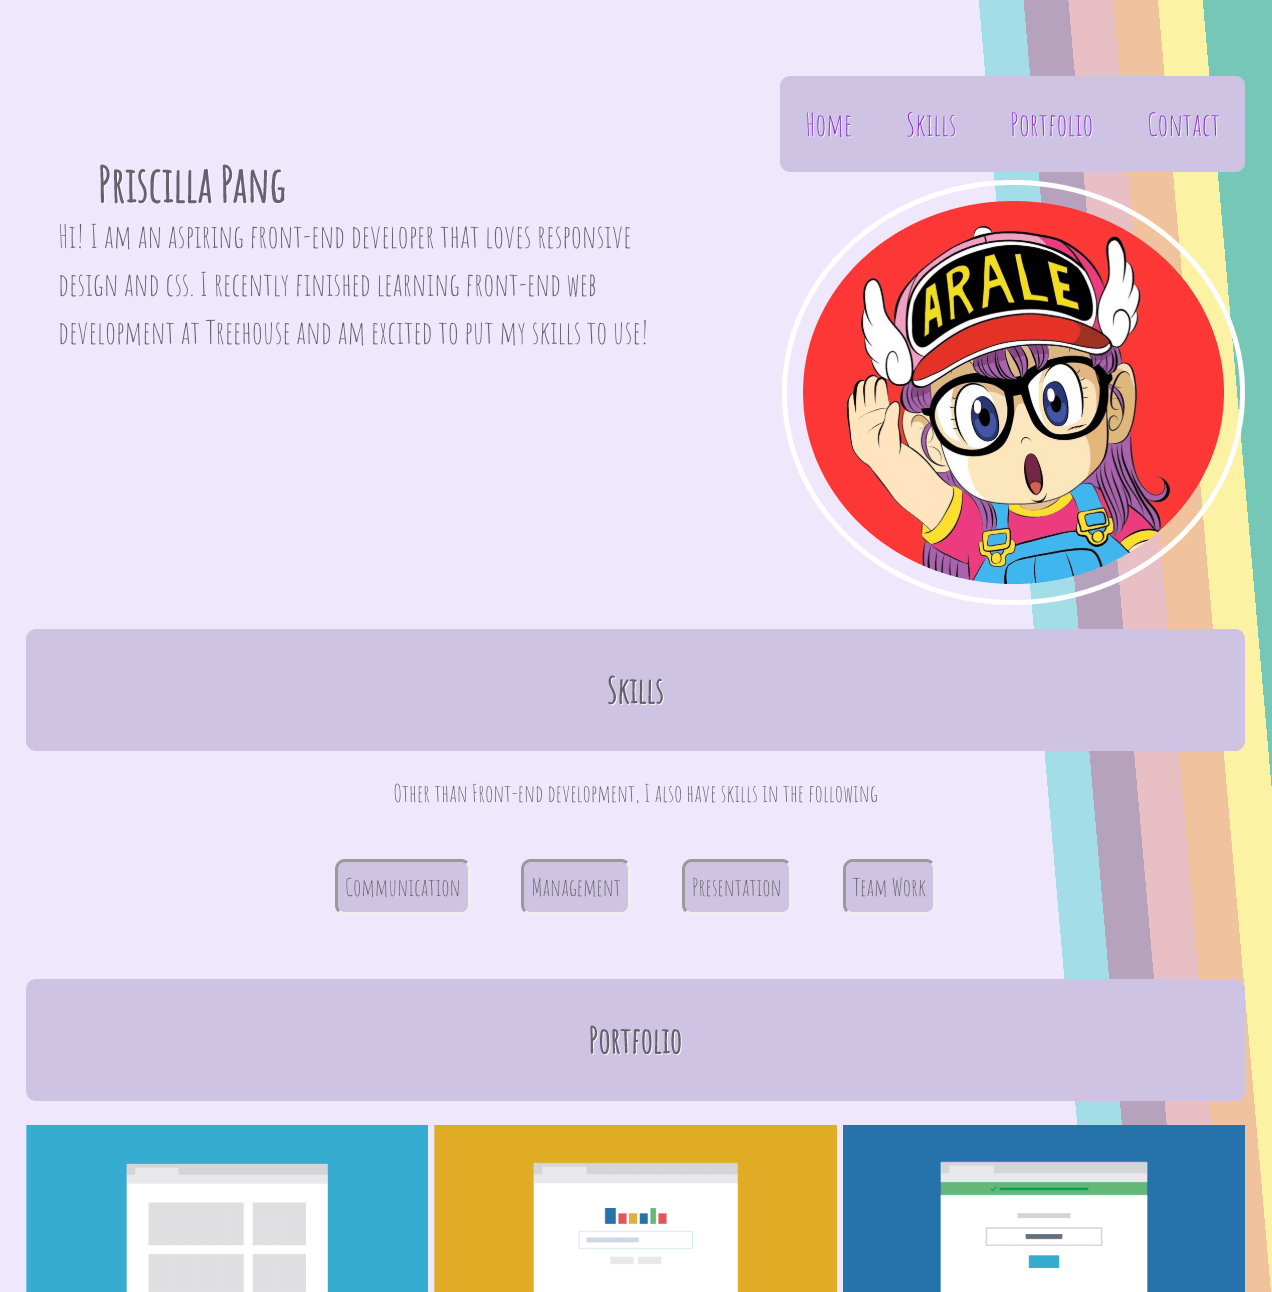 Home Skills Portfolio Contact
Priscilla Pang
Hi! I am an aspiring front-end developer that loves responsive
design and css. I recently finished learning front-end web
development at Treehouse and am excited to put my skills to use!
ARALE
Skills
Other than Front-end development, I also have skills in the following
Communication Management Presentation Team Work
Portfolio